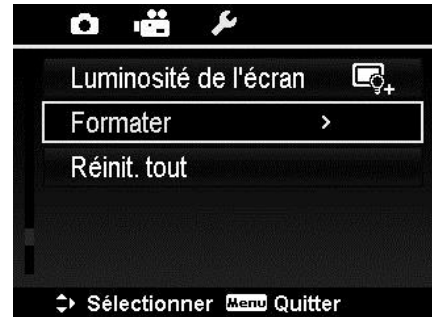 Luminosité de l'écran
Formater >
Réinit. tout
Sélectionner Menu Quitter